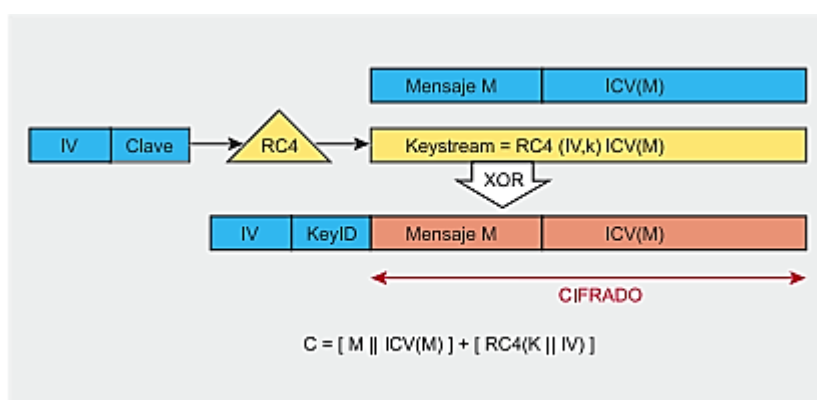 Mensaje M ICV(M)
IV Clave RC4 Keystream = RC4 (IV,k) ICV(M)
XOR
IV KeyID Mensaje M ICV(M)
CIFRADO
C = [ M || ICV(M) ] + [ RC4(K || IV) ]